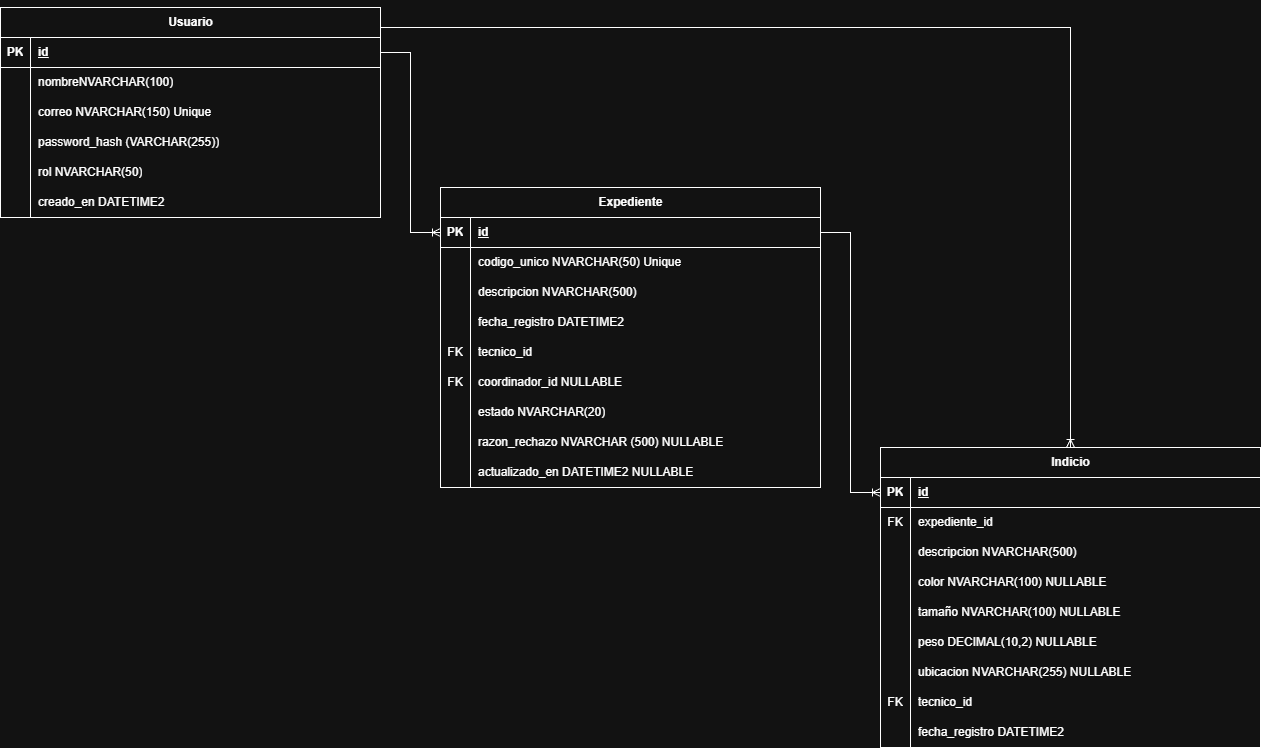 Usuario
PK id
nombreNVARCHAR(100)
correo NVARCHAR(150) Unique
password_hash (VARCHAR(255))
rol NVARCHAR(50)
creado_en DATETIME2
Expediente
PK id
codigo_unico NVARCHAR(50) Unique
descripcion NVARCHAR(500)
fecha_registro DATETIME2
FK tecnico_id
FK coordinador_id NULLABLE
estado NVARCHAR(20)
razon_rechazo NVARCHAR (500) NULLABLE
actualizado_en DATETIME2 NULLABLE
Indicio
PK id
FK expediente_id
descripcion NVARCHAR(500)
color NVARCHAR(100) NULLABLE
tamaño NVARCHAR(100) NULLABLE
peso DECIMAL(10,2) NULLABLE
ubicacion NVARCHAR(255) NULLABLE
FK tecnico_id
fecha_registro DATETIME2